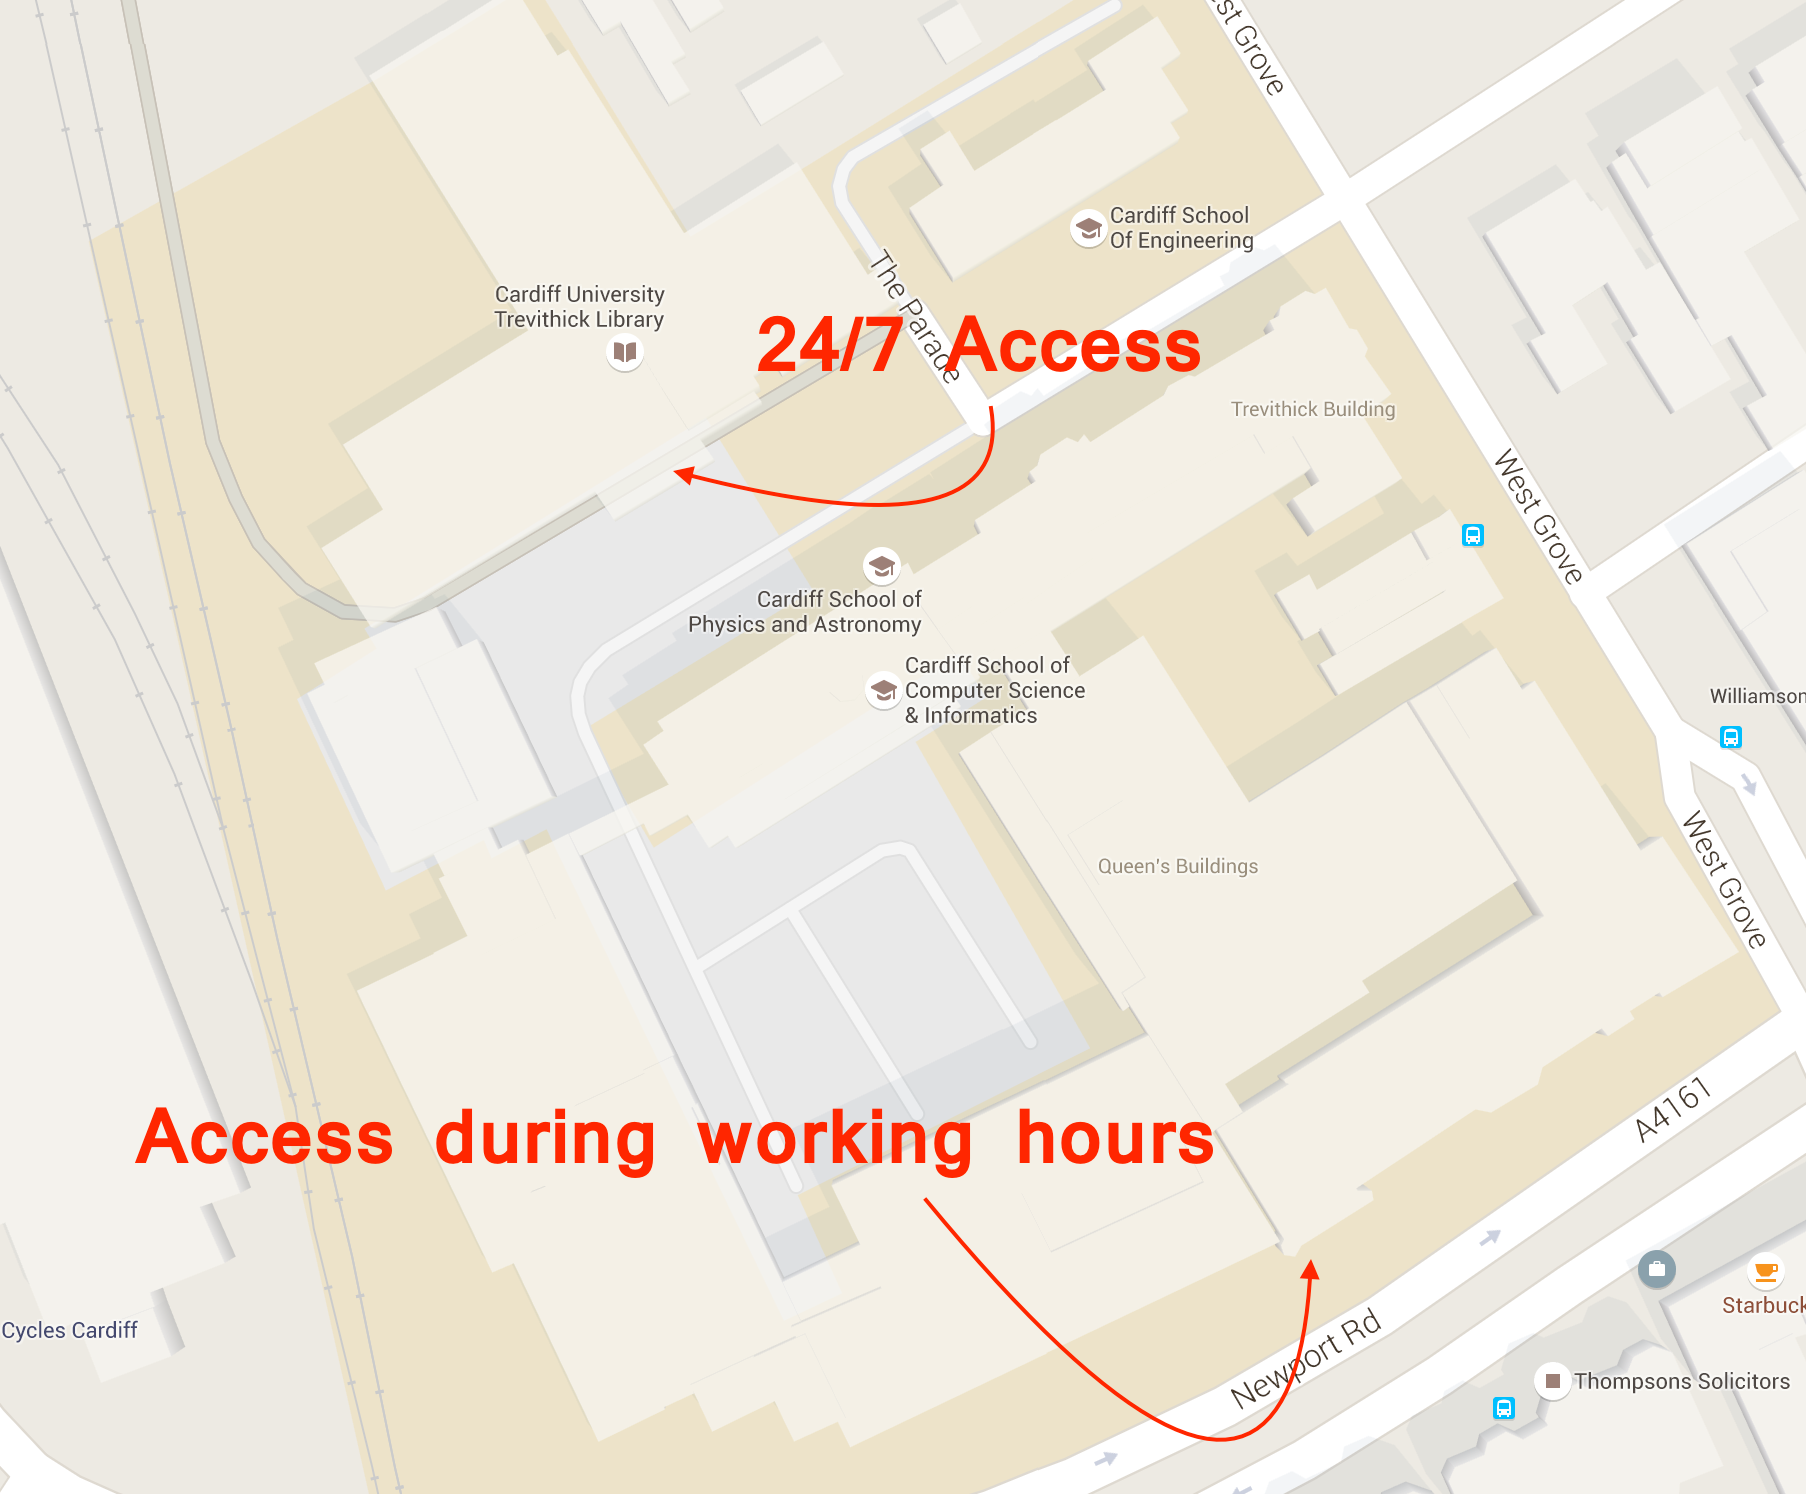 West Grove
Cardiff School
Of Engineering
The Parade
Cardiff University
Trevithick Library
24/7 Access
Trevithick Building
West Grove
Cardiff School of
Physics and Astronomy
Cardiff School of
Computer Science
& Informatics
Williamson
Queen's Buildings
West Grove
A4161
Access during working hours
Starbuck
Cycles Cardiff
Newport Rd
Thompsons Solicitors